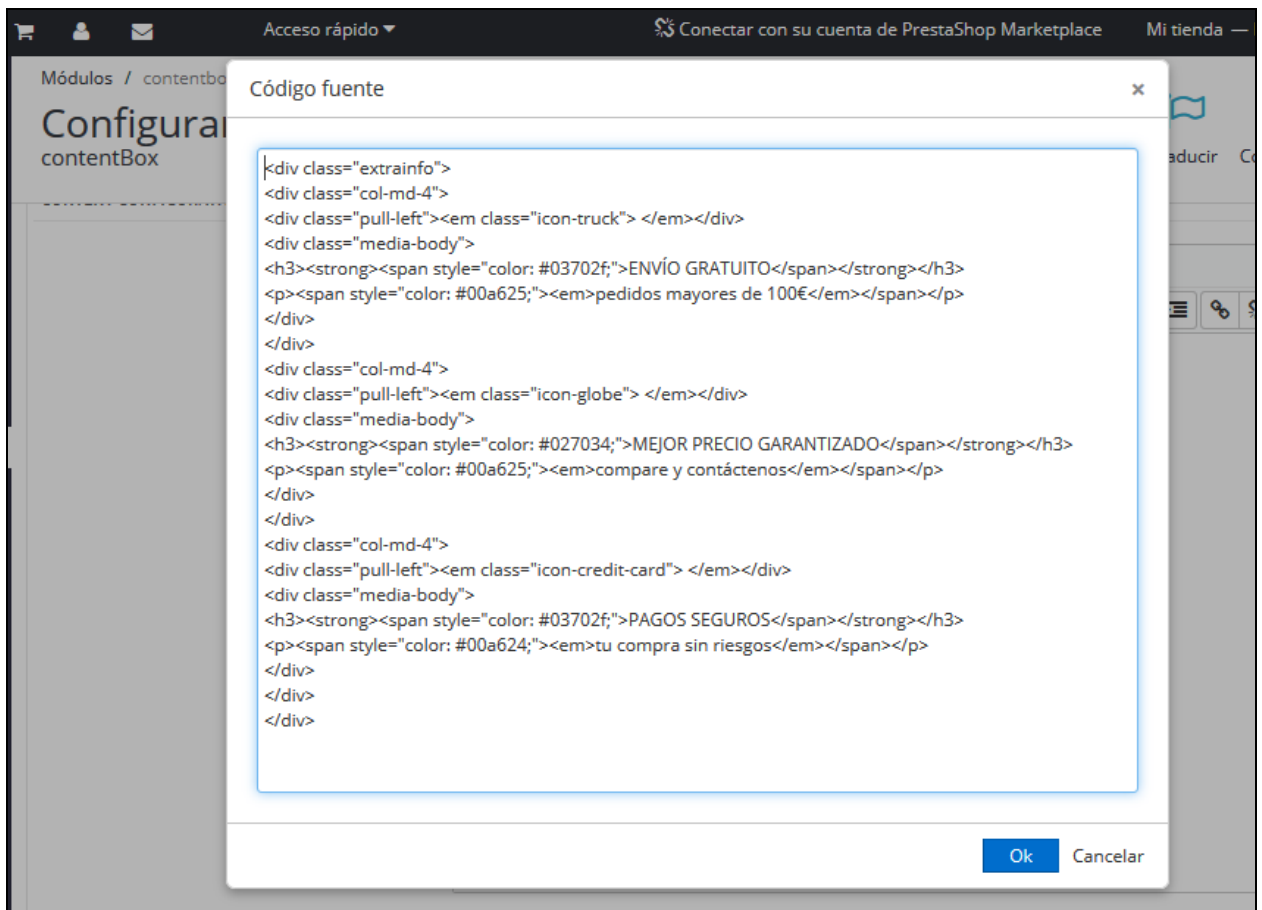 Acceso rápido
Conectar con su cuenta de PrestaShop Marketplace
Mi tienda —
Módulos / contentbo
Configurar
contentBox
aducir
Código fuente
×
<div class="extrainfo">
<div class="col-md-4">
<div class="pull-left"><em class="icon-truck"> </em></div>
<div class="media-body">
<h3><strong><span style="color: #03702f;">ENVÍO GRATUITO</span></strong></h3>
<p><span style="color: #00a625;"><em>pedidos mayores de 100€</em></span></p>
</div>
</div>
<div class="col-md-4">
<div class="pull-left"><em class="icon-globe"> </em></div>
<div class="media-body">
<h3><strong><span style="color: #027034;">MEJOR PRECIO GARANTIZADO</span></strong></h3>
<p><span style="color: #00a625;"><em>compare y contáctenos</em></span></p>
</div>
</div>
<div class="col-md-4">
<div class="pull-left"><em class="icon-credit-card"> </em></div>
<div class="media-body">
<h3><strong><span style="color: #03702f;">PAGOS SEGUROS</span></strong></h3>
<p><span style="color: #00a624;"><em>tu compra sin riesgos</em></span></p>
</div>
</div>
</div>
Ok
Cancelar